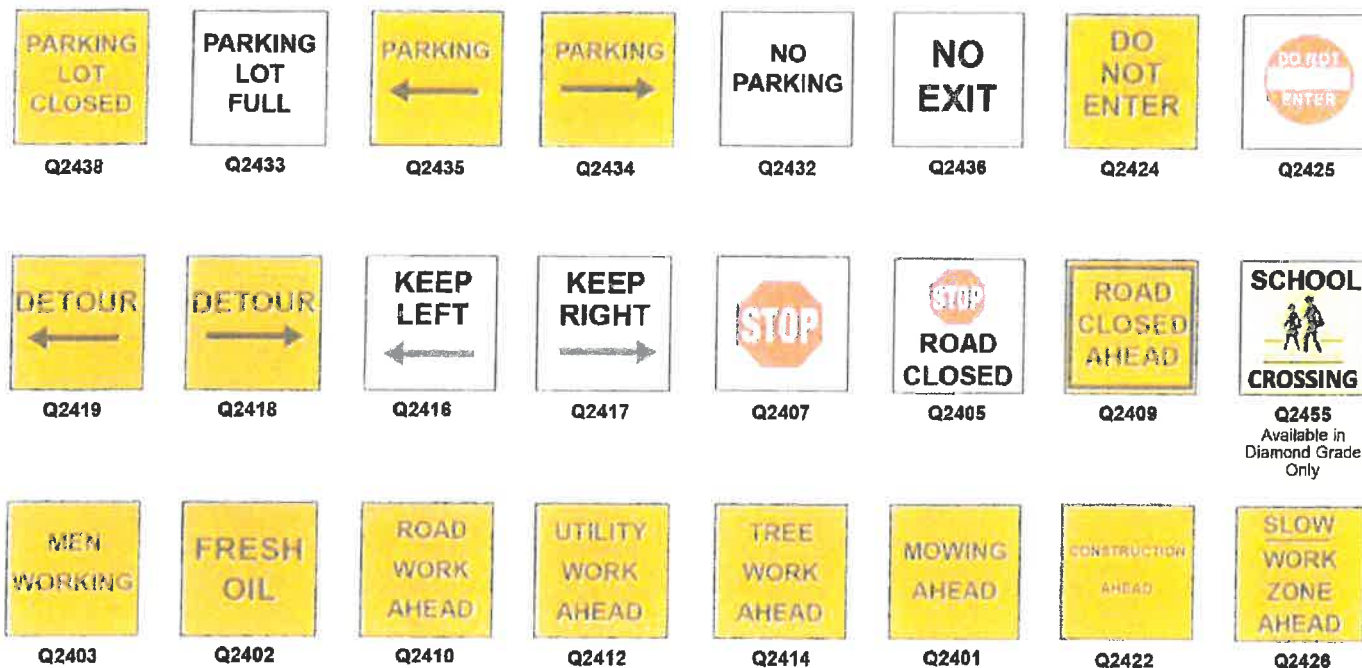 PARKING
LOT
CLOSED
Q2438
PARKING
LOT
FULL
Q2433
PARKING
Q2435
PARKING
Q2434
NO
PARKING
Q2432
NO
EXIT
Q2436
DO
NOT
ENTER
Q2424
DO NOT
ENTER
Q2425
DETOUR
Q2419
DETOUR
Q2418
KEEP
LEFT
Q2416
KEEP
RIGHT
Q2417
STOP
Q2407
STOP
ROAD
CLOSED
Q2405
ROAD
CLOSED
AHEAD
Q2409
SCHOOL
CROSSING
Q2455
Available in
Diamond Grade
Only
MEN
WORKING
Q2403
FRESH
OIL
Q2402
ROAD
WORK
AHEAD
Q2410
UTILITY
WORK
AHEAD
Q2412
TREE
WORK
AHEAD
Q2414
MOWING
AHEAD
Q2401
CONSTRUCTION
AHEAD
Q2422
SLOW
WORK
ZONE
AHEAD
Q2428